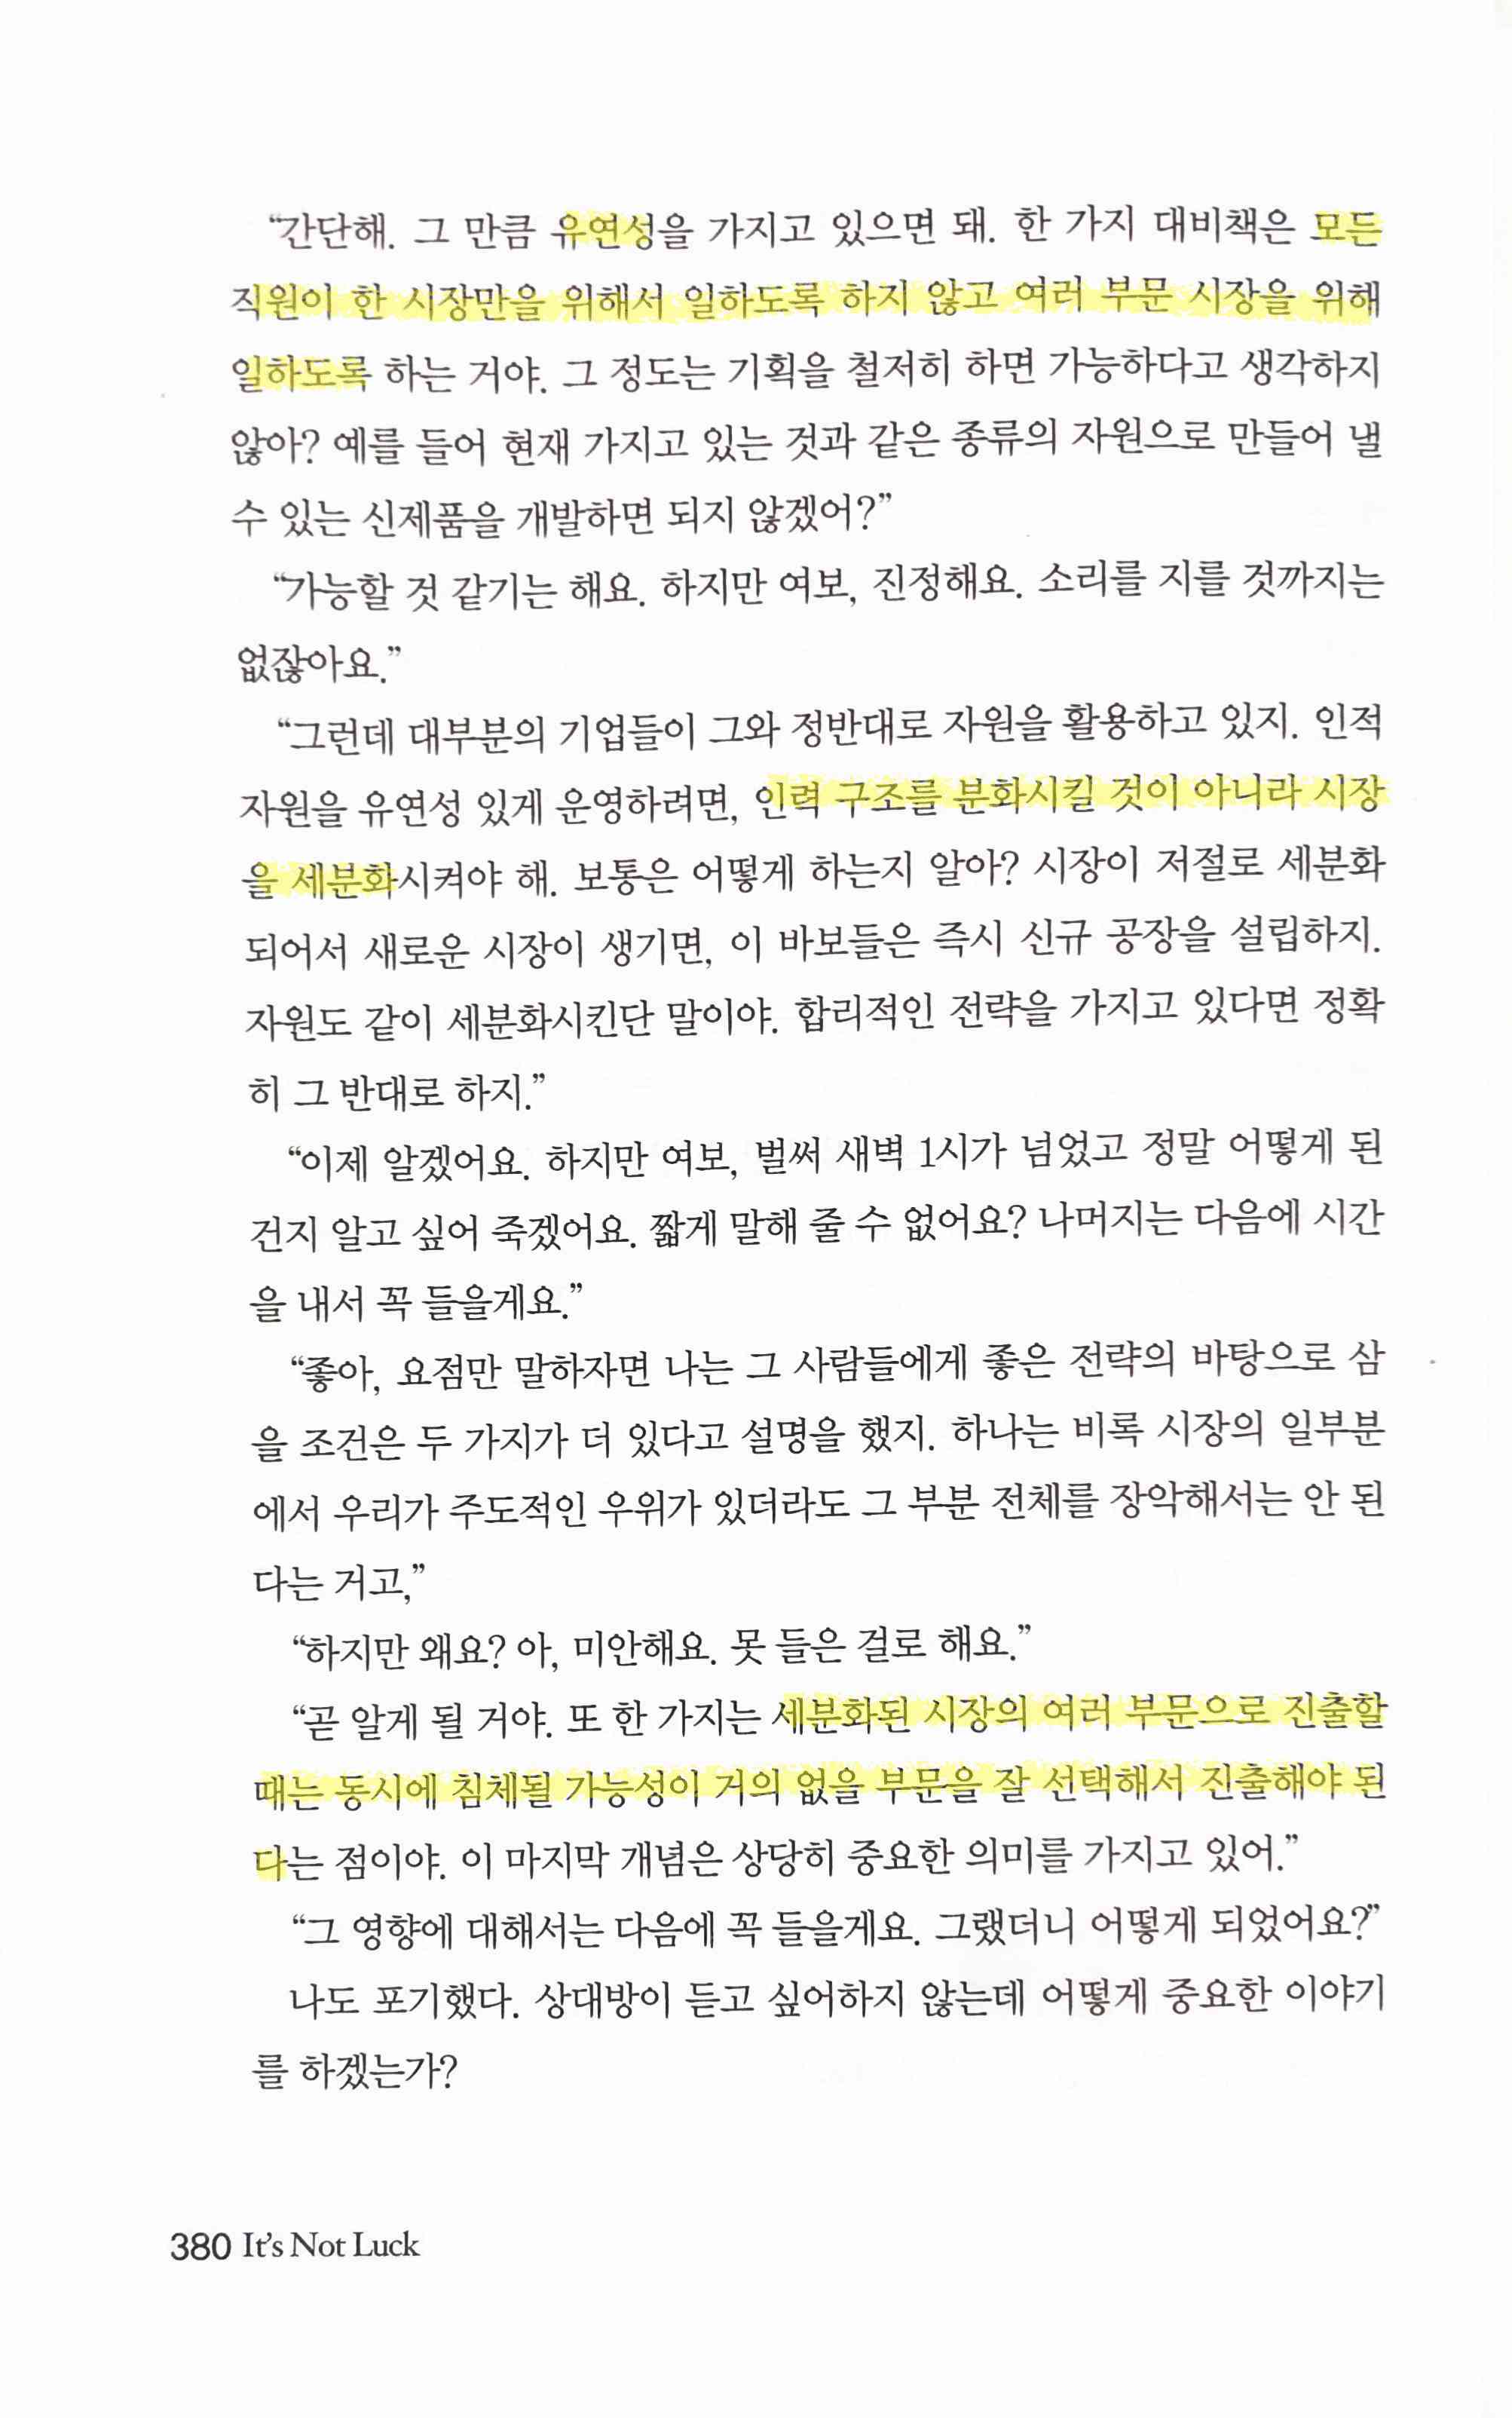 “간단해. 그 만큼 유연성을 가지고 있으면 돼. 한 가지 대비책은 모든
직원이 한 시장만을 위해서 일하도록 하지 않고 여러 부문 시장을 위해
일하도록 하는 거야. 그 정도는 기획을 철저히 하면 가능하다고 생각하지
않아? 예를 들어 현재 가지고 있는 것과 같은 종류의 자원으로 만들어 낼
수 있는 신제품을 개발하면 되지 않겠어?”
“가능할 것 같기는 해요. 하지만 여보, 진정해요. 소리를 지를 것까지는
없잖아요.”
“그런데 대부분의 기업들이 그와 정반대로 자원을 활용하고 있지. 인적
자원을 유연성 있게 운영하려면, 인력 구조를 분화시킬 것이 아니라 시장
을 세분화시켜야 해. 보통은 어떻게 하는지 알아? 시장이 저절로 세분화
되어서 새로운 시장이 생기면, 이 바보들은 즉시 신규 공장을 설립하지.
자원도 같이 세분화시킨단 말이야. 합리적인 전략을 가지고 있다면 정확
히 그 반대로 하지.”
“이제 알겠어요. 하지만 여보, 벌써 새벽 1시가 넘었고 정말 어떻게 된
건지 알고 싶어 죽겠어요. 짧게 말해 줄 수 없어요? 나머지는 다음에 시간
을 내서 꼭 들을게요.”
“좋아, 요점만 말하자면 나는 그 사람들에게 좋은 전략의 바탕으로 삼
을 조건은 두 가지가 더 있다고 설명을 했지. 하나는 비록 시장의 일부분
에서 우리가 주도적인 우위가 있더라도 그 부분 전체를 장악해서는 안 된
다는 거고,”
“하지만 왜요? 아, 미안해요. 못 들은 걸로 해요.”
“곧 알게 될 거야. 또 한 가지는 세분화된 시장의 여러 부문으로 진출할
때는 동시에 침체될 가능성이 거의 없을 부문을 잘 선택해서 진출해야 된
다는 점이야. 이 마지막 개념은 상당히 중요한 의미를 가지고 있어.”
“그 영향에 대해서는 다음에 꼭 들을게요. 그랬더니 어떻게 되었어요?”
나도 포기했다. 상대방이 듣고 싶어하지 않는데 어떻게 중요한 이야기
를 하겠는가?
380 It’s Not Luck